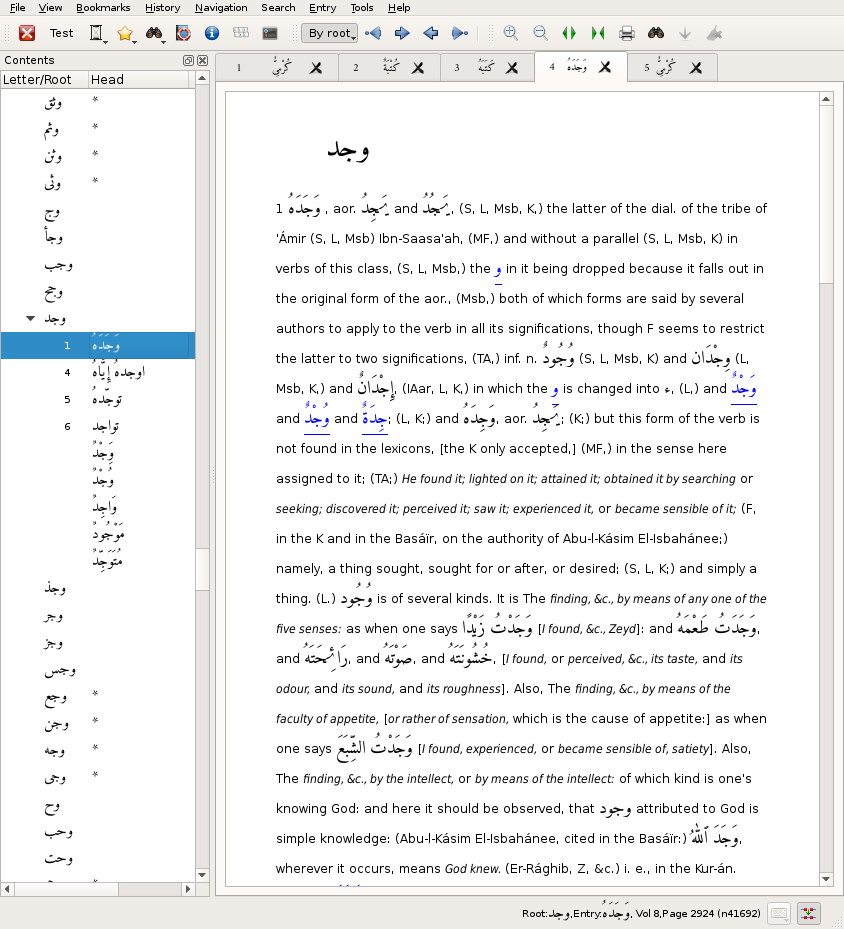 File View Bookmarks History Navigation Search Entry Tools Help
Test By root
Contents
Letter/Root Head
وثق *
وثم *
وثن *
وثى *
وج
وجأ
وجب
وجح
وجد
1 وَجَدَهُ
4 اوجدهُ إِيَّاهُ
5 توجّدهُ
6 تواجد
وَجْدٌ
وُجْدٌ
وَاجِدٌ
مَوْجُودٌ
مُتَوَجِّدٌ
وجذ
وجر
وجز
وجس
وجع *
وجن *
وجه *
وجى *
وح
وحب
وحت
1 كُرْسِىٌّ
2 كُتْبَةٌ
3 كَتَبَهُ
4 وَجَدَهُ
5 كُرْسِىٌّ
وجد
1 وَجَدَهُ , aor. يَجِدُ and يَجُدُ, (S, L, Msb, K,) the latter of the dial. of the tribe of
'Ámir (S, L, Msb) Ibn-Saasa'ah, (MF,) and without a parallel (S, L, Msb, K) in
verbs of this class, (S, L, Msb,) the و in it being dropped because it falls out in
the original form of the aor., (Msb,) both of which forms are said by several
authors to apply to the verb in all its significations, though F seems to restrict
the latter to two significations, (TA,) inf. n. وُجُودٌ (S, L, Msb, K) and وِجْدَان (L,
Msb, K,) and إِجْدَانٌ, (IAar, L, K,) in which the و is changed into ء, (L,) and وَجْدٌ
and وُجْدٌ and جِدَةٌ; (L, K;) and وَجِدَهُ, aor. يَجِدُ; (K;) but this form of the verb is
not found in the lexicons, [the K only accepted,] (MF,) in the sense here
assigned to it; (TA;) He found it; lighted on it; attained it; obtained it by searching or
seeking; discovered it; perceived it; saw it; experienced it, or became sensible of it; (F,
in the K and in the Basáïr, on the authority of Abu-l-Kásim El-Isbahánee;)
namely, a thing sought, sought for or after, or desired; (S, L, K;) and simply a
thing. (L.) وُجُود is of several kinds. It is The finding, &c., by means of any one of the
five senses: as when one says وَجَدْتُ زَيْدًا [I found, &c., Zeyd]: and وَجَدَتُ طَعْمَهُ,
and رَائِحَتَهُ, and صَوْتَهُ, and خُشُونَتَهُ, [I found, or perceived, &c., its taste, and its
odour, and its sound, and its roughness]. Also, The finding, &c., by means of the
faculty of appetite, [or rather of sensation, which is the cause of appetite:] as when
one says وَجَدْتُ الشِّبَعَ [I found, experienced, or became sensible of, satiety]. Also,
The finding, &c., by the intellect, or by means of the intellect: of which kind is one's
knowing God: and here it should be observed, that وجود attributed to God is
simple knowledge: (Abu-l-Kásim El-Isbahánee, cited in the Basáïr:) وَجَدَ ٱللّٰهُ,
wherever it occurs, means God knew. (Er-Rághib, Z, &c.) i. e., in the Kur-án.
Root:وجد,Entry:وَجَدَهُ, Vol 8,Page 2924 (n41692)